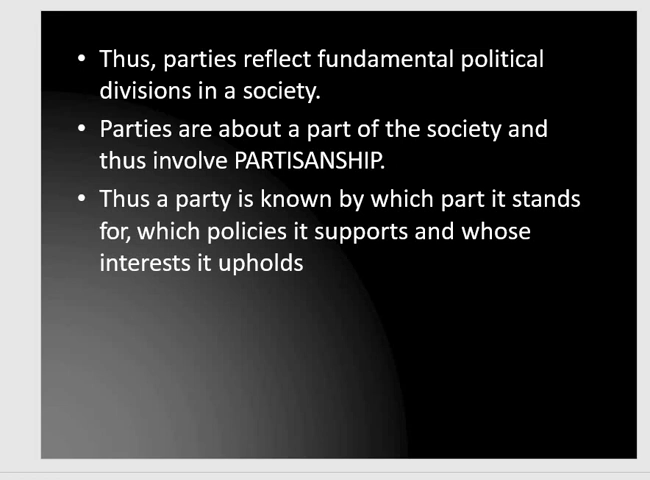 • Thus, parties reflect fundamental political
divisions in a society.
• Parties are about a part of the society and
thus involve PARTISANSHIP.
• Thus a party is known by which part it stands
for, which policies it supports and whose
interests it upholds